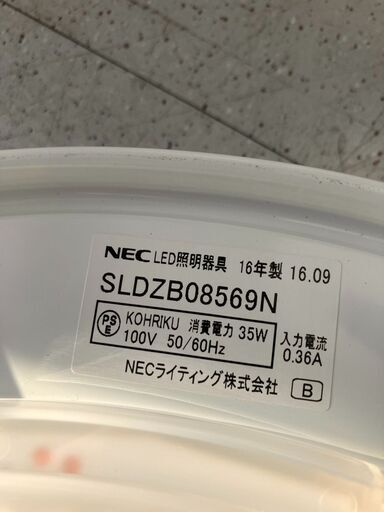 NEC LED照明器具 16年製 16.09
SLDZB08569N
PS E KOHRIKU 消費電力 35W 入力電流
100V 50/60Hz 0.36A
NECライティング株式会社 B